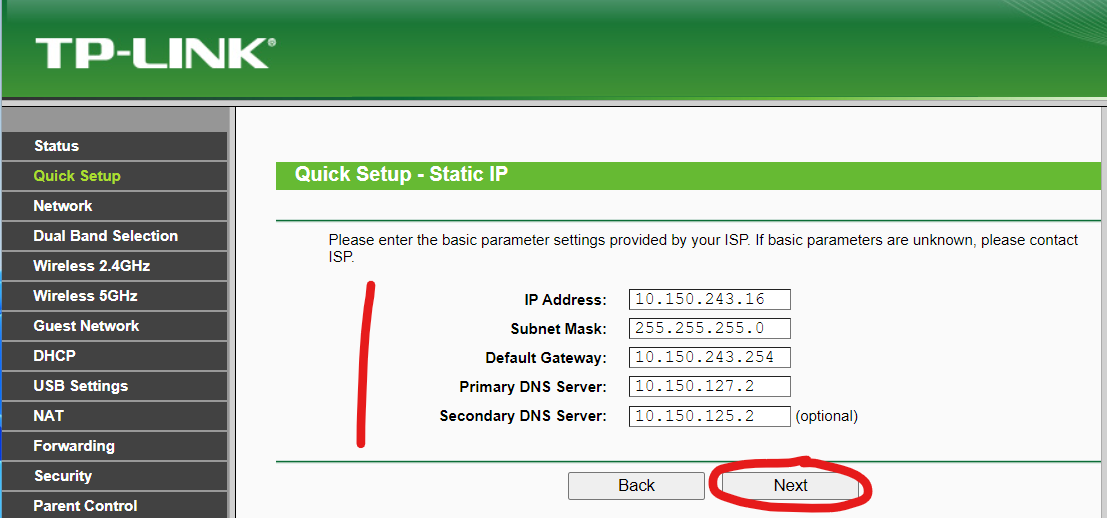 TP-LINK®
Status
Quick Setup
Network
Dual Band Selection
Wireless 2.4GHz
Wireless 5GHz
Guest Network
DHCP
USB Settings
NAT
Forwarding
Security
Parent Control
Quick Setup - Static IP
Please enter the basic parameter settings provided by your ISP. If basic parameters are unknown, please contact
ISP.
IP Address: 10.150.243.16
Subnet Mask: 255.255.255.0
Default Gateway: 10.150.243.254
Primary DNS Server: 10.150.127.2
Secondary DNS Server: 10.150.125.2 (optional)
Back Next